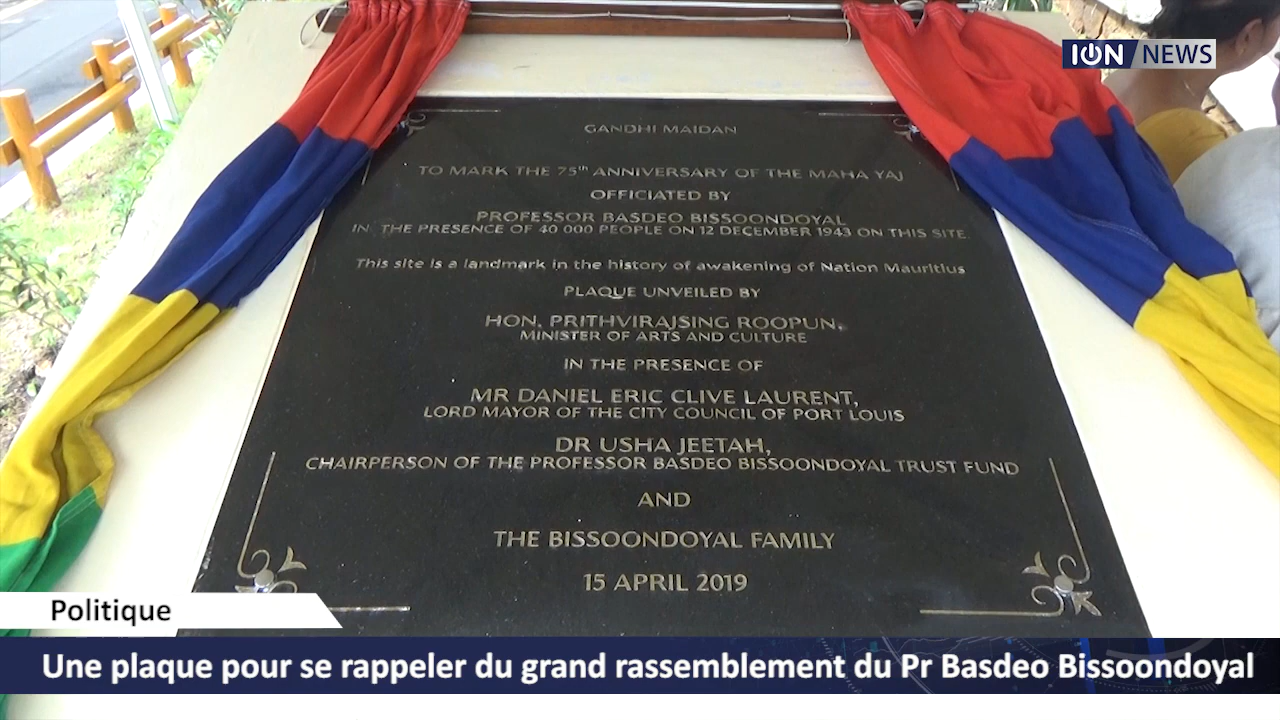 ION NEWS
GANDHI MAIDAN
TO MARK THE 75th ANNIVERSARY OF THE MAHA YAJ
OFFICIATED BY
PROFESSOR BASDEO BISSOONDOYAL
IN THE PRESENCE OF 40 000 PEOPLE ON 12 DECEMBER 1943 ON THIS SITE.
This site is a landmark in the history of awakening of Nation Mauritius
PLAQUE UNVEILED BY
HON. PRITHVIRAJSING ROOPUN,
MINISTER OF ARTS AND CULTURE
IN THE PRESENCE OF
MR DANIEL ERIC CLIVE LAURENT,
LORD MAYOR OF THE CITY COUNCIL OF PORT LOUIS
DR USHA JEETAH,
CHAIRPERSON OF THE PROFESSOR BASDEO BISSOONDOYAL TRUST FUND
AND
THE BISSOONDOYAL FAMILY
15 APRIL 2019
Politique
Une plaque pour se rappeler du grand rassemblement du Pr Basdeo Bissoondoyal